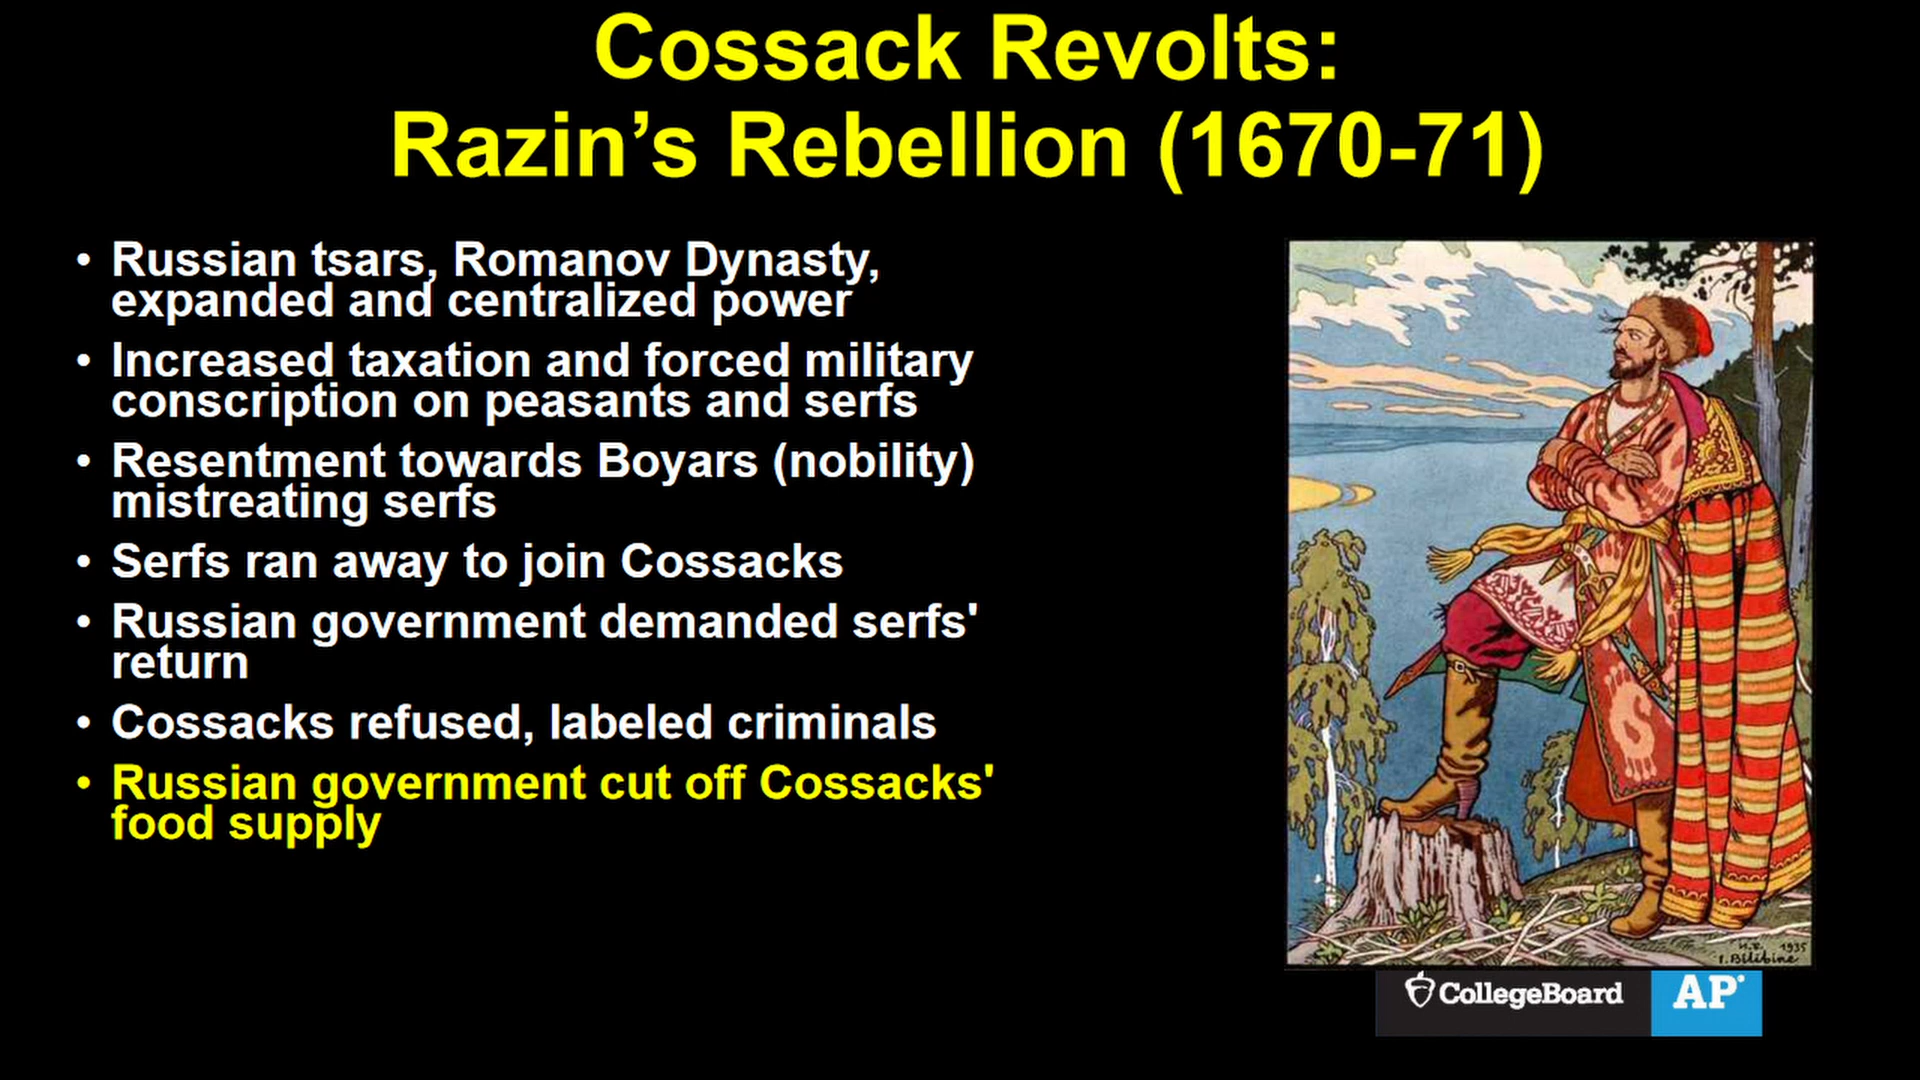 Cossack Revolts:
Razin’s Rebellion (1670-71)
• Russian tsars, Romanov Dynasty,
expanded and centralized power
• Increased taxation and forced military
conscription on peasants and serfs
• Resentment towards Boyars (nobility)
mistreating serfs
• Serfs ran away to join Cossacks
• Russian government demanded serfs'
return
• Cossacks refused, labeled criminals
• Russian government cut off Cossacks'
food supply
1935
I. Bilibine
CollegeBoard
AP®